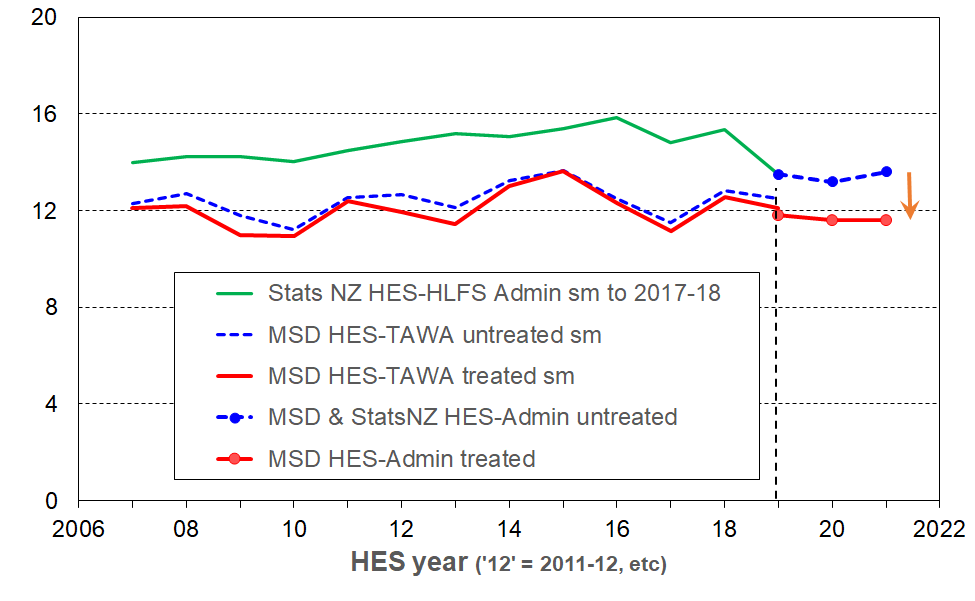 20
16
12
8
4
0
Stats NZ HES-HLFS Admin sm to 2017-18
MSD HES-TAWA untreated sm
MSD HES-TAWA treated sm
MSD & StatsNZ HES-Admin untreated
MSD HES-Admin treated
2006 08 10 12 14 16 18 20 2022
HES year ('12' = 2011-12, etc)